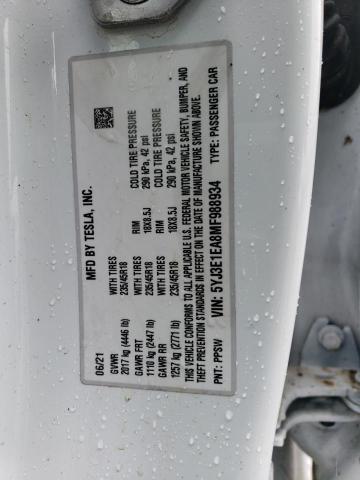 MFD BY TESLA, INC.
06/21
GVWR WITH TIRES RIM COLD TIRE PRESSURE
2017 kg (4446 lb) 235/45R18 18X8.5J 290 kPa, 42 psi
GAWR FRT WITH TIRES RIM COLD TIRE PRESSURE
1110 kg (2447 lb) 235/45R18 18X8.5J 290 kPa, 42 psi
GAWR RR
1257 kg (2771 lb)
THIS VEHICLE CONFORMS TO ALL APPLICABLE U.S. FEDERAL MOTOR VEHICLE SAFETY, BUMPER, AND
THEFT PREVENTION STANDARDS IN EFFECT ON THE DATE OF MANUFACTURE SHOWN ABOVE.
VIN: 5YJ3E1EA8MF988934
PNT: PPSW TYPE: PASSENGER CAR